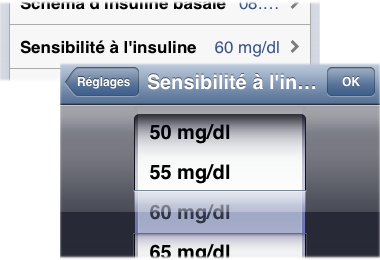 Schéma d'insuline basale 08....
Sensibilité à l'insuline 60 mg/dl
Réglages Sensibilité à l'in... OK
50 mg/dl
55 mg/dl
60 mg/dl
65 mg/dl